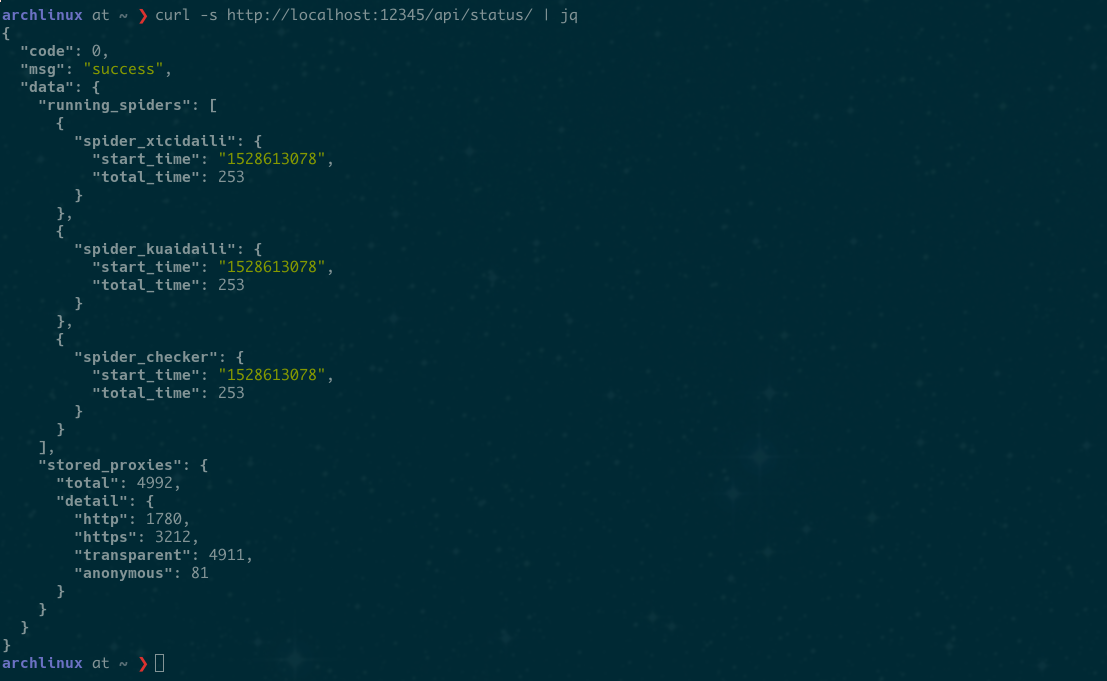 archlinux at ~ ❯ curl -s http://localhost:12345/api/status/ | jq
{
  "code": 0,
  "msg": "success",
  "data": {
    "running_spiders": [
      {
        "spider_xicidaili": {
          "start_time": "1528613078",
          "total_time": 253
        }
      },
      {
        "spider_kuaidaili": {
          "start_time": "1528613078",
          "total_time": 253
        }
      },
      {
        "spider_checker": {
          "start_time": "1528613078",
          "total_time": 253
        }
      }
    ],
    "stored_proxies": {
      "total": 4992,
      "detail": {
        "http": 1780,
        "https": 3212,
        "transparent": 4911,
        "anonymous": 81
      }
    }
  }
}
archlinux at ~ ❯